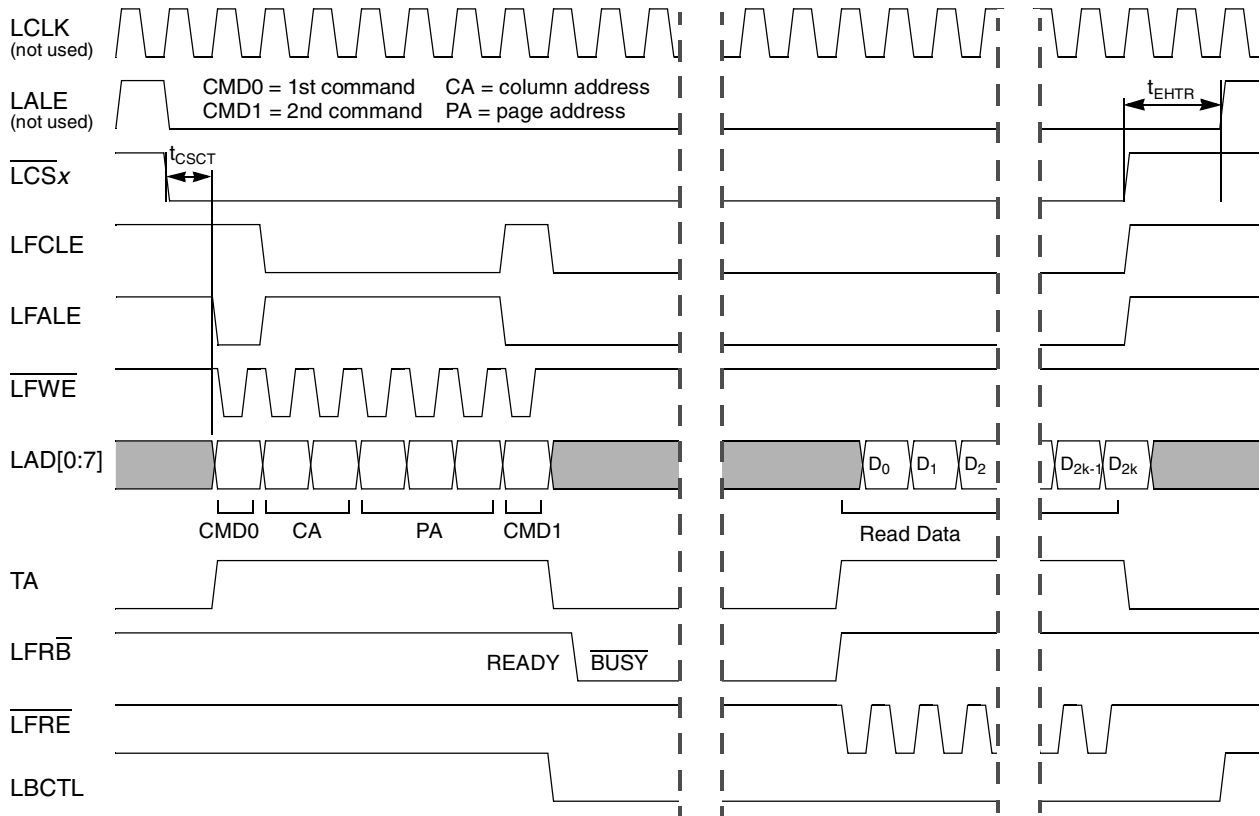 LCLK
(not used)
LALE
(not used)
CMD0 = 1st command CA = column address
CMD1 = 2nd command PA = page address
tEHTR
LCSx
tCSCT
LFCLE
LFALE
LFWE
LAD[0:7]
D0 D1 D2 D2k-1 D2k
CMD0 CA PA CMD1 Read Data
TA
LFRB
READY BUSY
LFRE
LBCTL